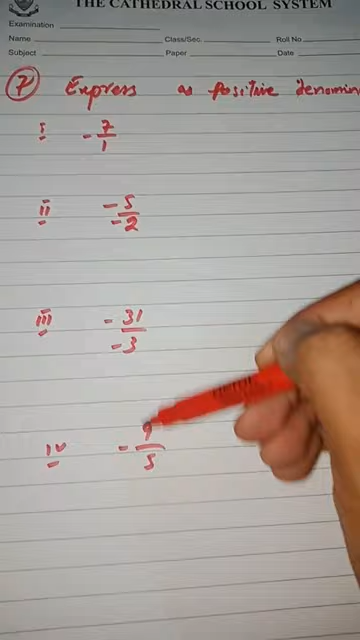 THE CATHEDRAL SCHOOL SYSTEM
Examination
Name Class/Sec. Roll No
Subject Paper Date
7 Express as positive denomin
i - 7/1
ii -5/-2
iii -31/-3
iv - 9/5